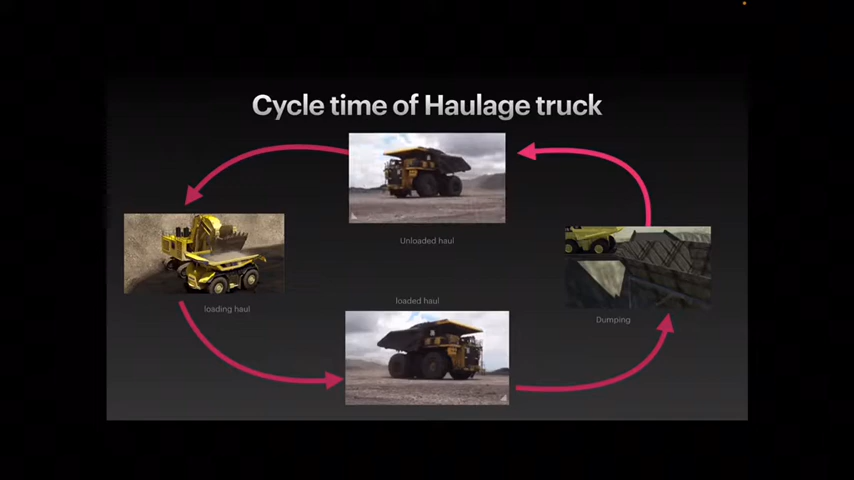 Cycle time of Haulage truck
Unloaded haul
loading haul
loaded haul
Dumping